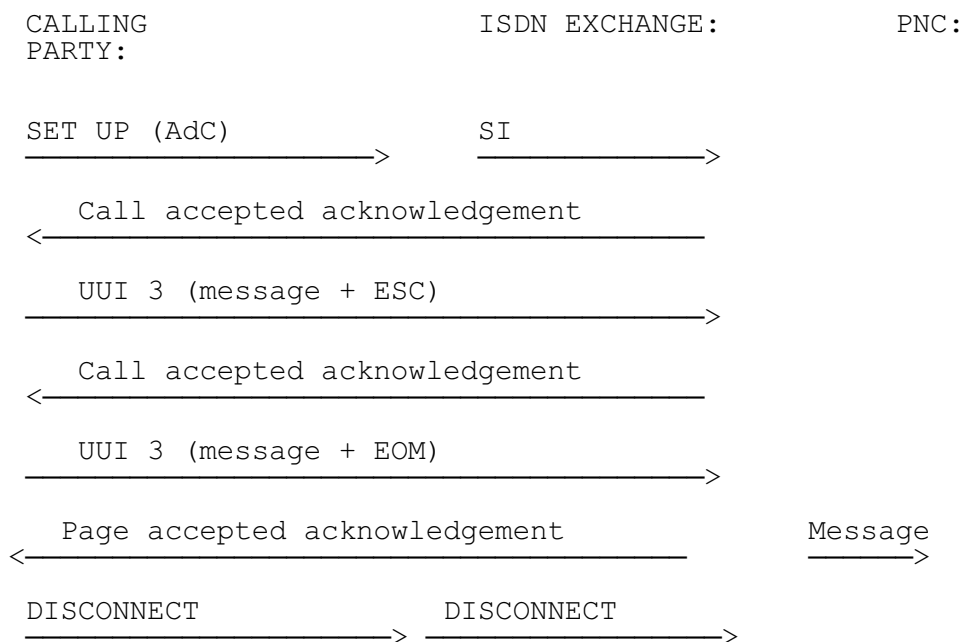 CALLING ISDN EXCHANGE: PNC:
PARTY:
SET UP (AdC) SI
Call accepted acknowledgement
UUI 3 (message + ESC)
Call accepted acknowledgement
UUI 3 (message + EOM)
Page accepted acknowledgement Message
DISCONNECT DISCONNECT